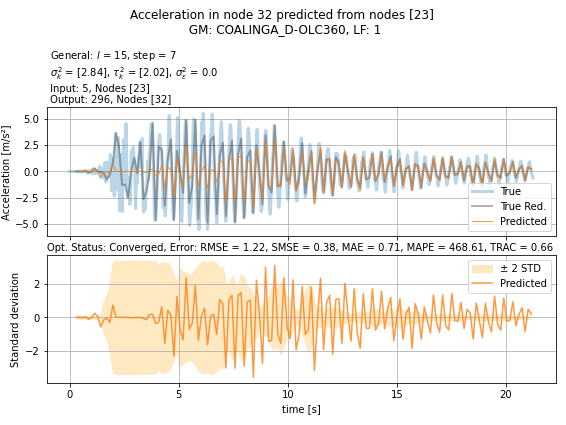 Acceleration in node 32 predicted from nodes [23]
GM: COALINGA_D-OLC360, LF: 1
General: l = 15, step = 7
σ²ₖ = [2.84], τ²ₖ = [2.02], σ²ε = 0.0
Input: 5, Nodes [23]
Output: 296, Nodes [32]
Acceleration [m/s²]
5.0
2.5
0.0
−2.5
−5.0
True
True Red.
Predicted
Opt. Status: Converged, Error: RMSE = 1.22, SMSE = 0.38, MAE = 0.71, MAPE = 468.61, TRAC = 0.66
Standard deviation
2
0
−2
± 2 STD
Predicted
0
5
10
15
20
time [s]